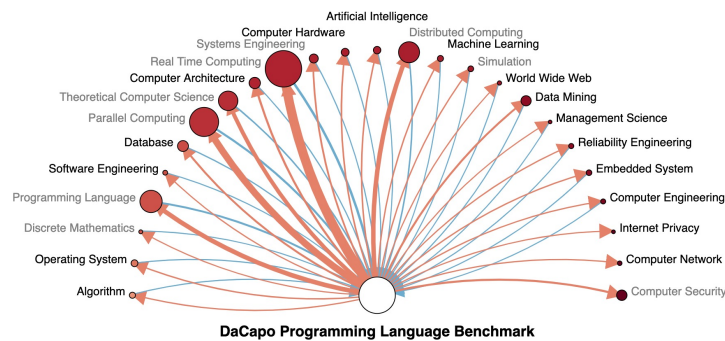 Artificial Intelligence
Computer Hardware
Distributed Computing
Systems Engineering
Machine Learning
Real Time Computing
Simulation
Computer Architecture
World Wide Web
Theoretical Computer Science
Data Mining
Parallel Computing
Management Science
Database
Reliability Engineering
Software Engineering
Embedded System
Programming Language
Computer Engineering
Discrete Mathematics
Internet Privacy
Operating System
Computer Network
Algorithm
Computer Security
DaCapo Programming Language Benchmark